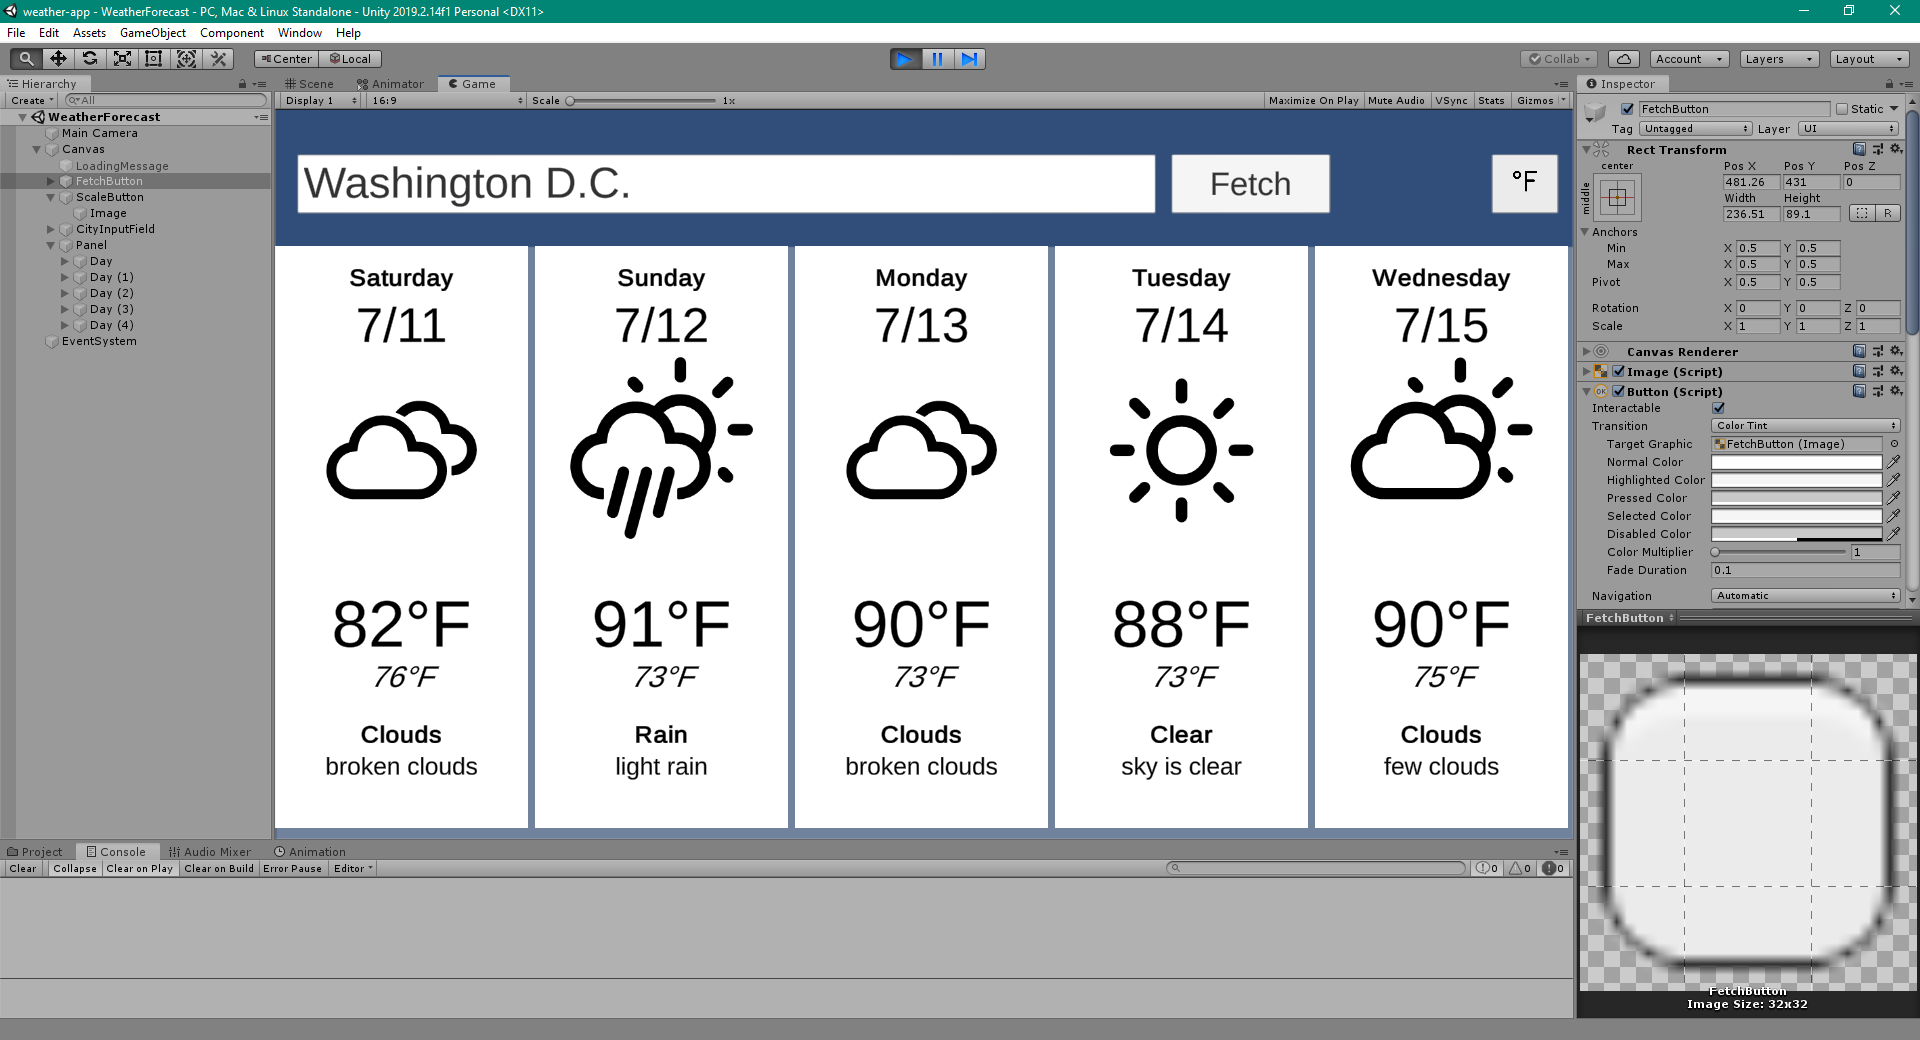 weather-app - WeatherForecast - PC, Mac & Linux Standalone - Unity 2019.2.14f1 Personal <DX11>
File Edit Assets GameObject Component Window Help
Center Local Collab Account Layers Layout
Hierarchy
Create All
WeatherForecast
Main Camera
Canvas
LoadingMessage
FetchButton
ScaleButton
Image
CityInputField
Panel
Day
Day (1)
Day (2)
Day (3)
Day (4)
EventSystem
Scene Animator Game
Display 1 16:9 Scale 1x Maximize On Play Mute Audio VSync Stats Gizmos
Washington D.C. Fetch °F
Saturday Sunday Monday Tuesday Wednesday
7/11 7/12 7/13 7/14 7/15
82°F 91°F 90°F 88°F 90°F
76°F 73°F 73°F 73°F 75°F
Clouds Rain Clouds Clear Clouds
broken clouds light rain broken clouds sky is clear few clouds
Project Console Audio Mixer Animation
Clear Collapse Clear on Play Clear on Build Error Pause Editor 0 0 0
Inspector
FetchButton Static
Tag Untagged Layer UI
Rect Transform
center Pos X Pos Y Pos Z
middle 481.26 431 0
Width Height
236.51 89.1 R
Anchors
Min X 0.5 Y 0.5
Max X 0.5 Y 0.5
Pivot X 0.5 Y 0.5
Rotation X 0 Y 0 Z 0
Scale X 1 Y 1 Z 1
Canvas Renderer
Image (Script)
OK Button (Script)
Interactable
Transition Color Tint
Target Graphic FetchButton (Image)
Normal Color
Highlighted Color
Pressed Color
Selected Color
Disabled Color
Color Multiplier 1
Fade Duration 0.1
Navigation Automatic
FetchButton
FetchButton
Image Size: 32x32